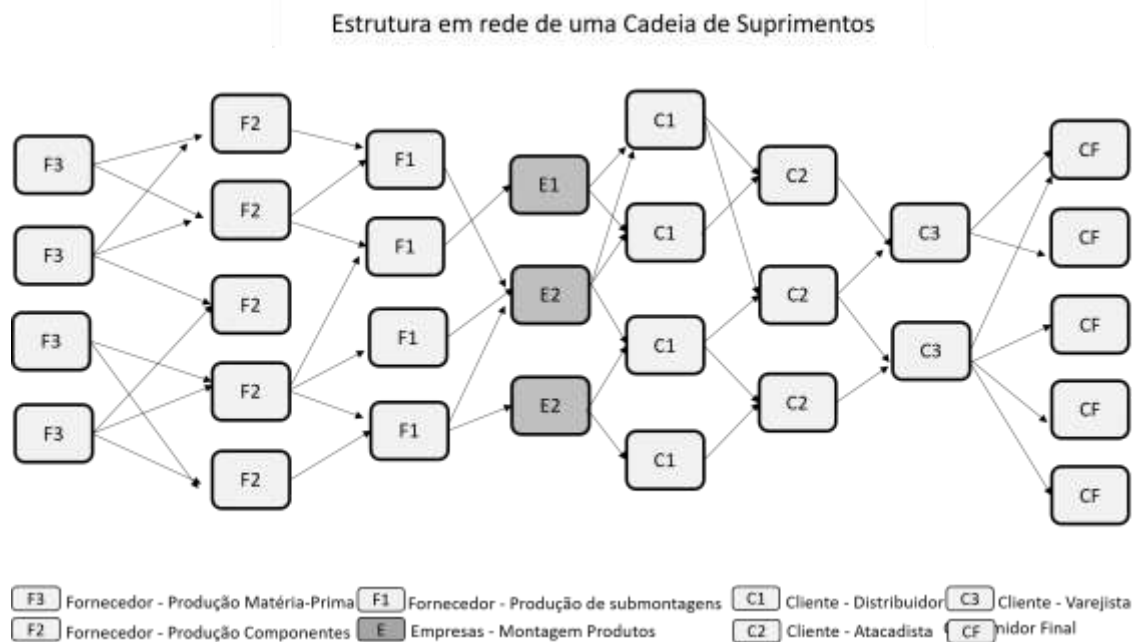 Estrutura em rede de uma Cadeia de Suprimentos
F3
F3
F3
F3
F2
F2
F2
F2
F2
F1
F1
F1
F1
E1
E2
E2
C1
C1
C1
C1
C2
C2
C2
C3
C3
CF
CF
CF
CF
CF
F3 Fornecedor - Produção Matéria-Prima
F1 Fornecedor - Produção de submontagens
C1 Cliente - Distribuidor
C3 Cliente - Varejista
F2 Fornecedor - Produção Componentes
E Empresas - Montagem Produtos
C2 Cliente - Atacadista
CF Final